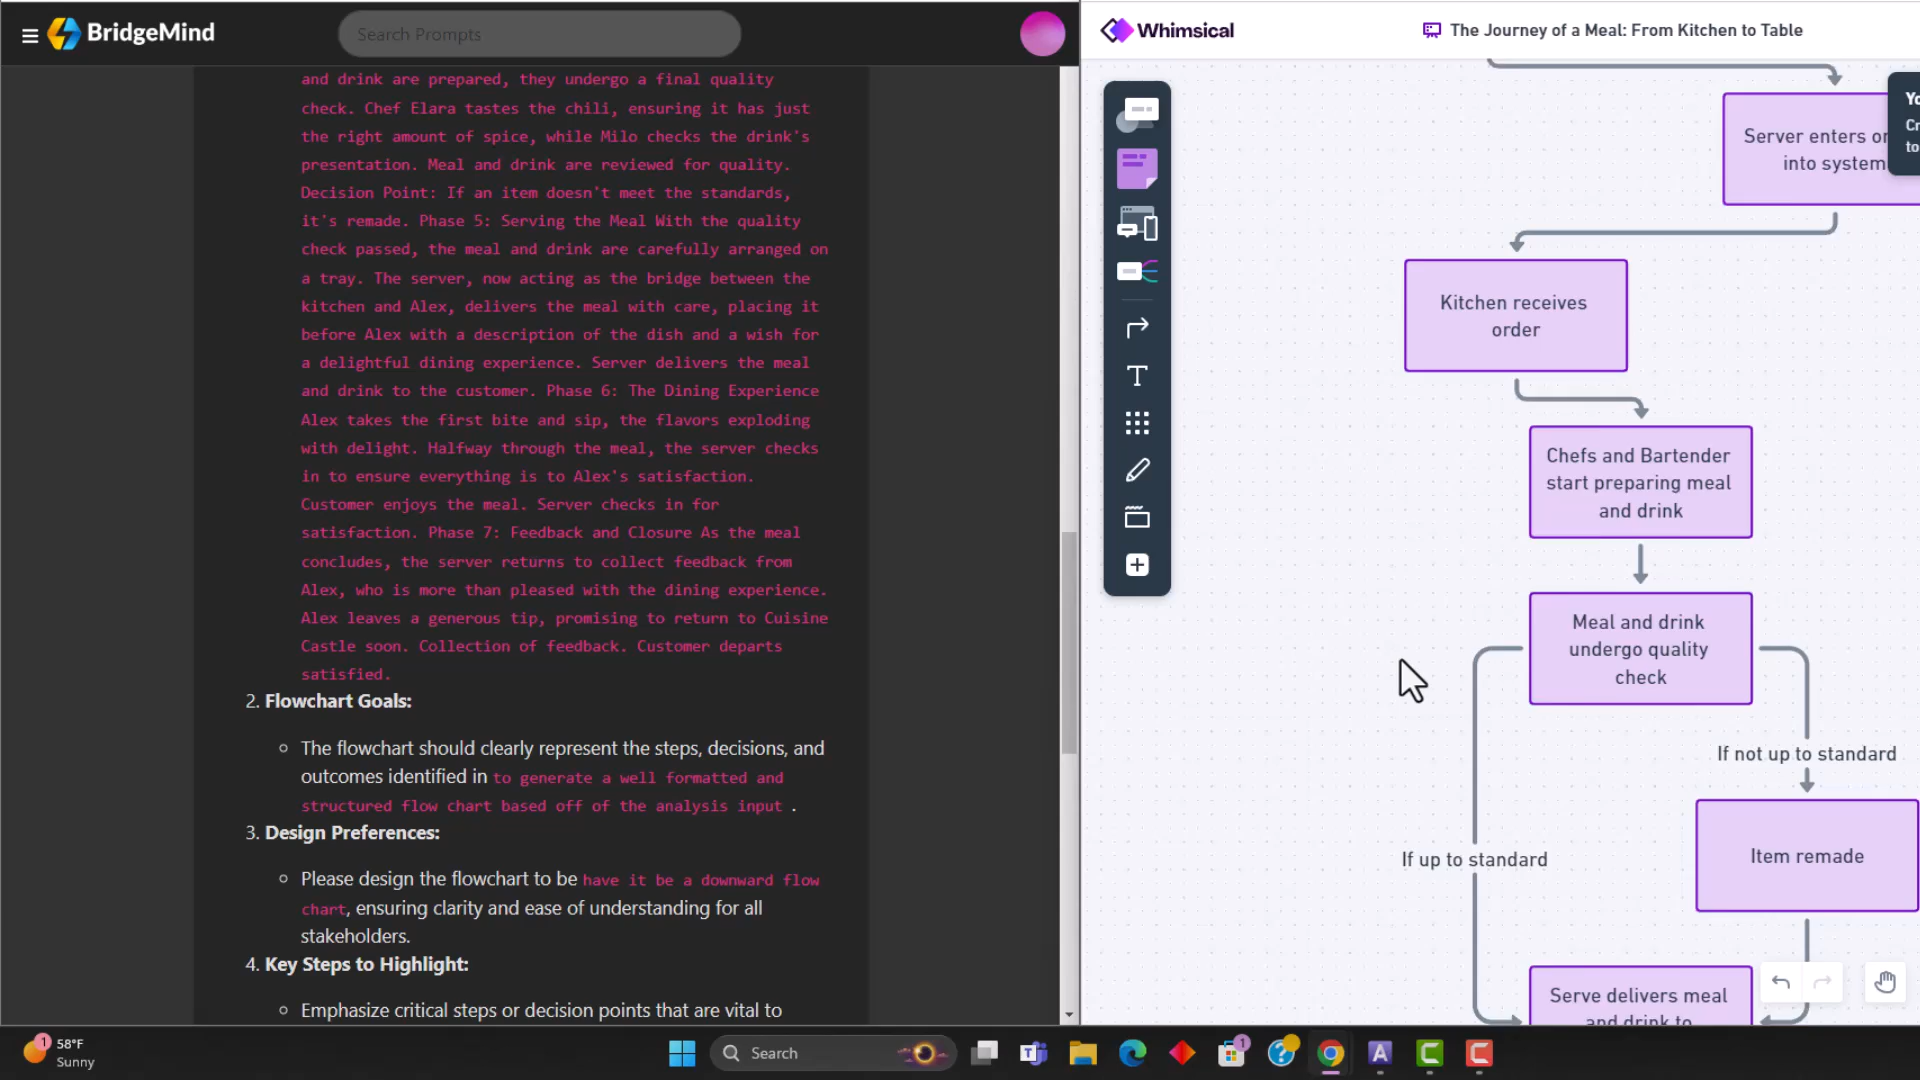 BridgeMind
Search Prompts
and drink are prepared, they undergo a final quality
check. Chef Elara tastes the chili, ensuring it has just
the right amount of spice, while Milo checks the drink's
presentation. Meal and drink are reviewed for quality.
Decision Point: If an item doesn't meet the standards,
it's remade. Phase 5: Serving the Meal With the quality
check passed, the meal and drink are carefully arranged on
a tray. The server, now acting as the bridge between the
kitchen and Alex, delivers the meal with care, placing it
before Alex with a description of the dish and a wish for
a delightful dining experience. Server delivers the meal
and drink to the customer. Phase 6: The Dining Experience
Alex takes the first bite and sip, the flavors exploding
with delight. Halfway through the meal, the server checks
in to ensure everything is to Alex's satisfaction.
Customer enjoys the meal. Server checks in for
satisfaction. Phase 7: Feedback and Closure As the meal
concludes, the server returns to collect feedback from
Alex, who is more than pleased with the dining experience.
Alex leaves a generous tip, promising to return to Cuisine
Castle soon. Collection of feedback. Customer departs
satisfied.
2. Flowchart Goals:
The flowchart should clearly represent the steps, decisions, and
outcomes identified in to generate a well formatted and
structured flow chart based off of the analysis input .
3. Design Preferences:
Please design the flowchart to be have it be a downward flow
chart, ensuring clarity and ease of understanding for all
stakeholders.
4. Key Steps to Highlight:
Emphasize critical steps or decision points that are vital to
Whimsical
The Journey of a Meal: From Kitchen to Table
Server enters or
into system
Yo
Cr
to
Kitchen receives
order
Chefs and Bartender
start preparing meal
and drink
Meal and drink
undergo quality
check
If not up to standard
If up to standard
Item remade
Serve delivers meal
and drink to
1
58°F
Sunny
Search
1